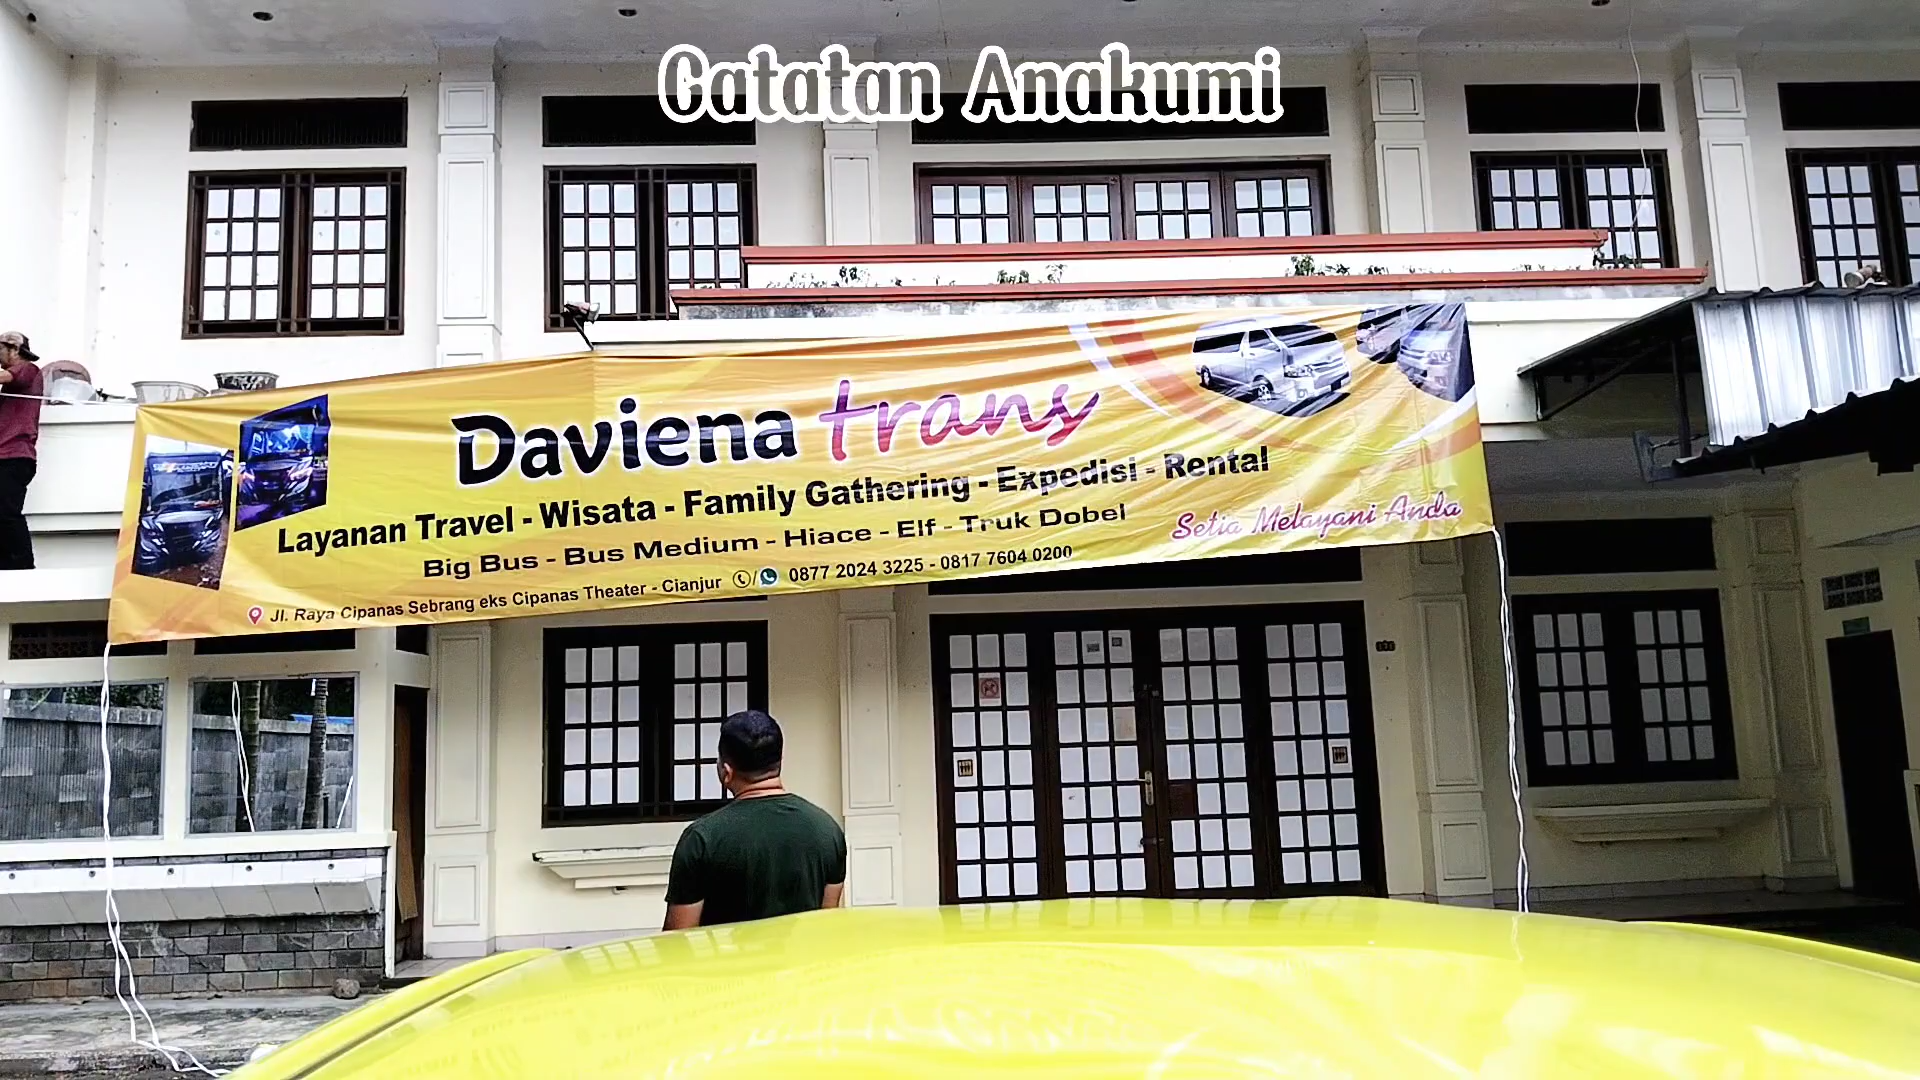 Catatan Anakumi
Daviena trans
Layanan Travel - Wisata - Family Gathering - Expedisi - Rental
Big Bus - Bus Medium - Hiace - Elf - Truk Dobel
Setia Melayani Anda
Jl. Raya Cipanas Sebrang eks Cipanas Theater - Cianjur / 0877 2024 3225 - 0817 7604 0200